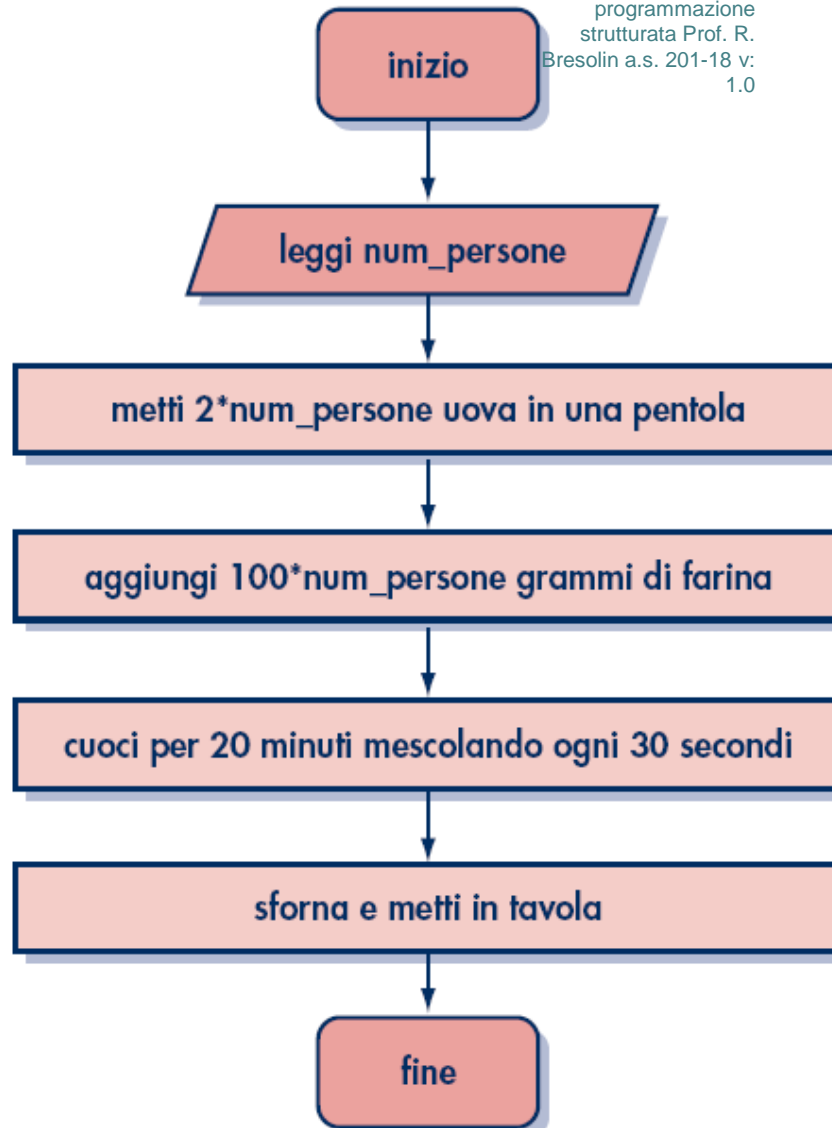 programmazione
strutturata Prof. R.
Bresolin a.s. 201-18 v:
1.0
inizio
leggi num_persone
metti 2*num_persone uova in una pentola
aggiungi 100*num_persone grammi di farina
cuoci per 20 minuti mescolando ogni 30 secondi
sforna e metti in tavola
fine